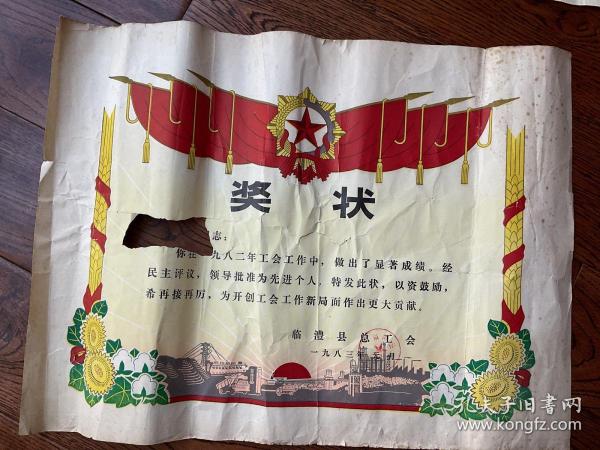 奖状
志：
你在一九八二年工会工作中，做出了显著成绩。经
民主评议，领导批准为先进个人，特发此状，以资鼓励，
希再接再厉，为开创工会工作新局面作出更大贡献。
临澧县总工会
一九八三年 月
孔夫子旧书网
www.kongfz.com